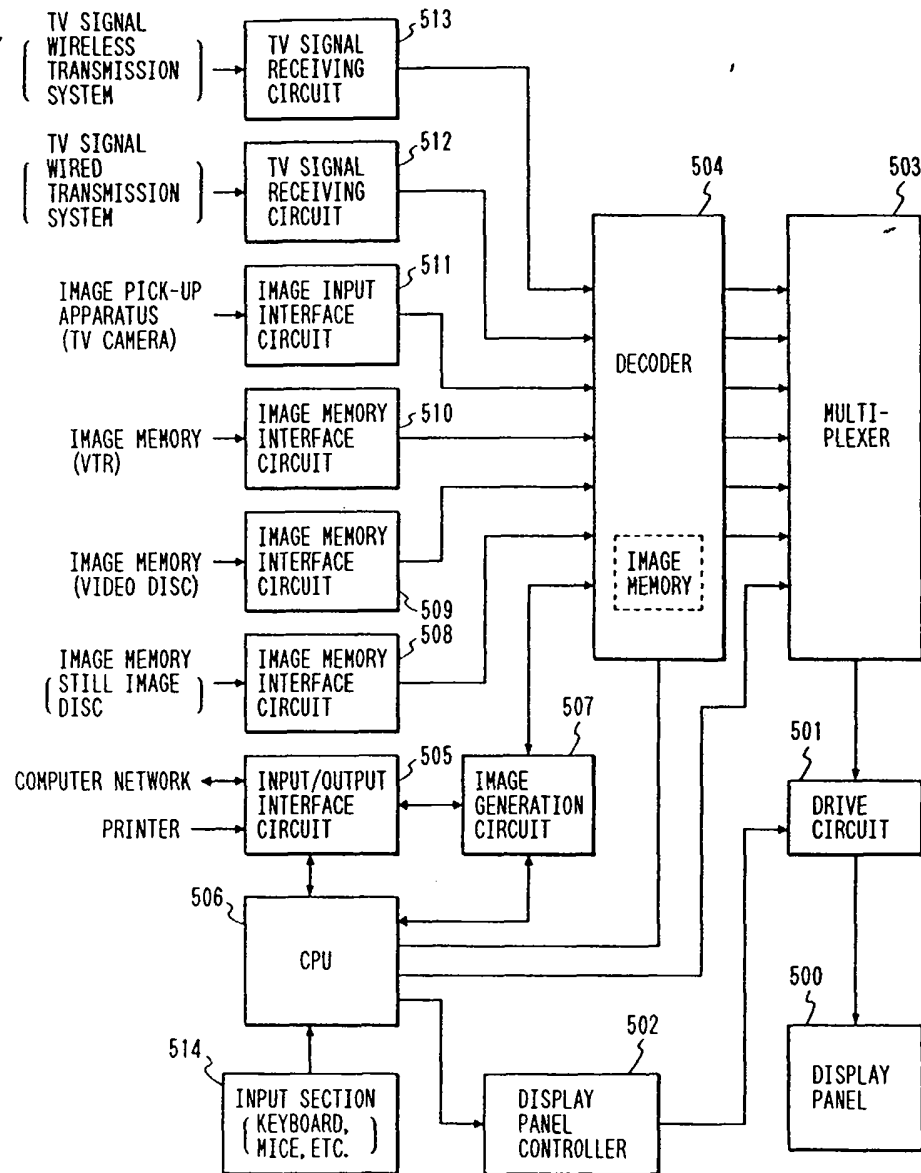 TV SIGNAL
WIRELESS
TRANSMISSION
SYSTEM
TV SIGNAL
RECEIVING
CIRCUIT
513
TV SIGNAL
WIRED
TRANSMISSION
SYSTEM
TV SIGNAL
RECEIVING
CIRCUIT
512
IMAGE PICK-UP
APPARATUS
(TV CAMERA)
IMAGE INPUT
INTERFACE
CIRCUIT
511
IMAGE MEMORY
(VTR)
IMAGE MEMORY
INTERFACE
CIRCUIT
510
IMAGE MEMORY
(VIDEO DISC)
IMAGE MEMORY
INTERFACE
CIRCUIT
509
IMAGE MEMORY
STILL IMAGE
DISC
IMAGE MEMORY
INTERFACE
CIRCUIT
508
504
DECODER
IMAGE
MEMORY
503
MULTI-
PLEXER
COMPUTER NETWORK
PRINTER
INPUT/OUTPUT
INTERFACE
CIRCUIT
505
507
IMAGE
GENERATION
CIRCUIT
501
DRIVE
CIRCUIT
506
CPU
500
DISPLAY
PANEL
514
INPUT SECTION
(KEYBOARD,
MICE, ETC.)
502
DISPLAY
PANEL
CONTROLLER